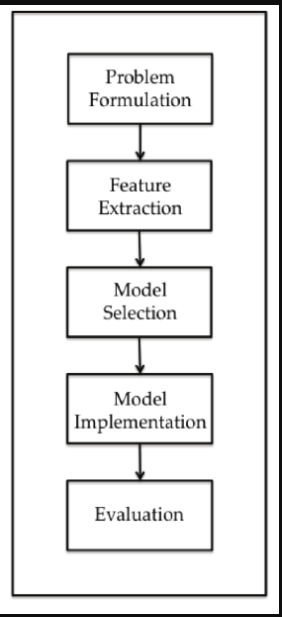 Problem
Formulation
Feature
Extraction
Model
Selection
Model
Implementation
Evaluation